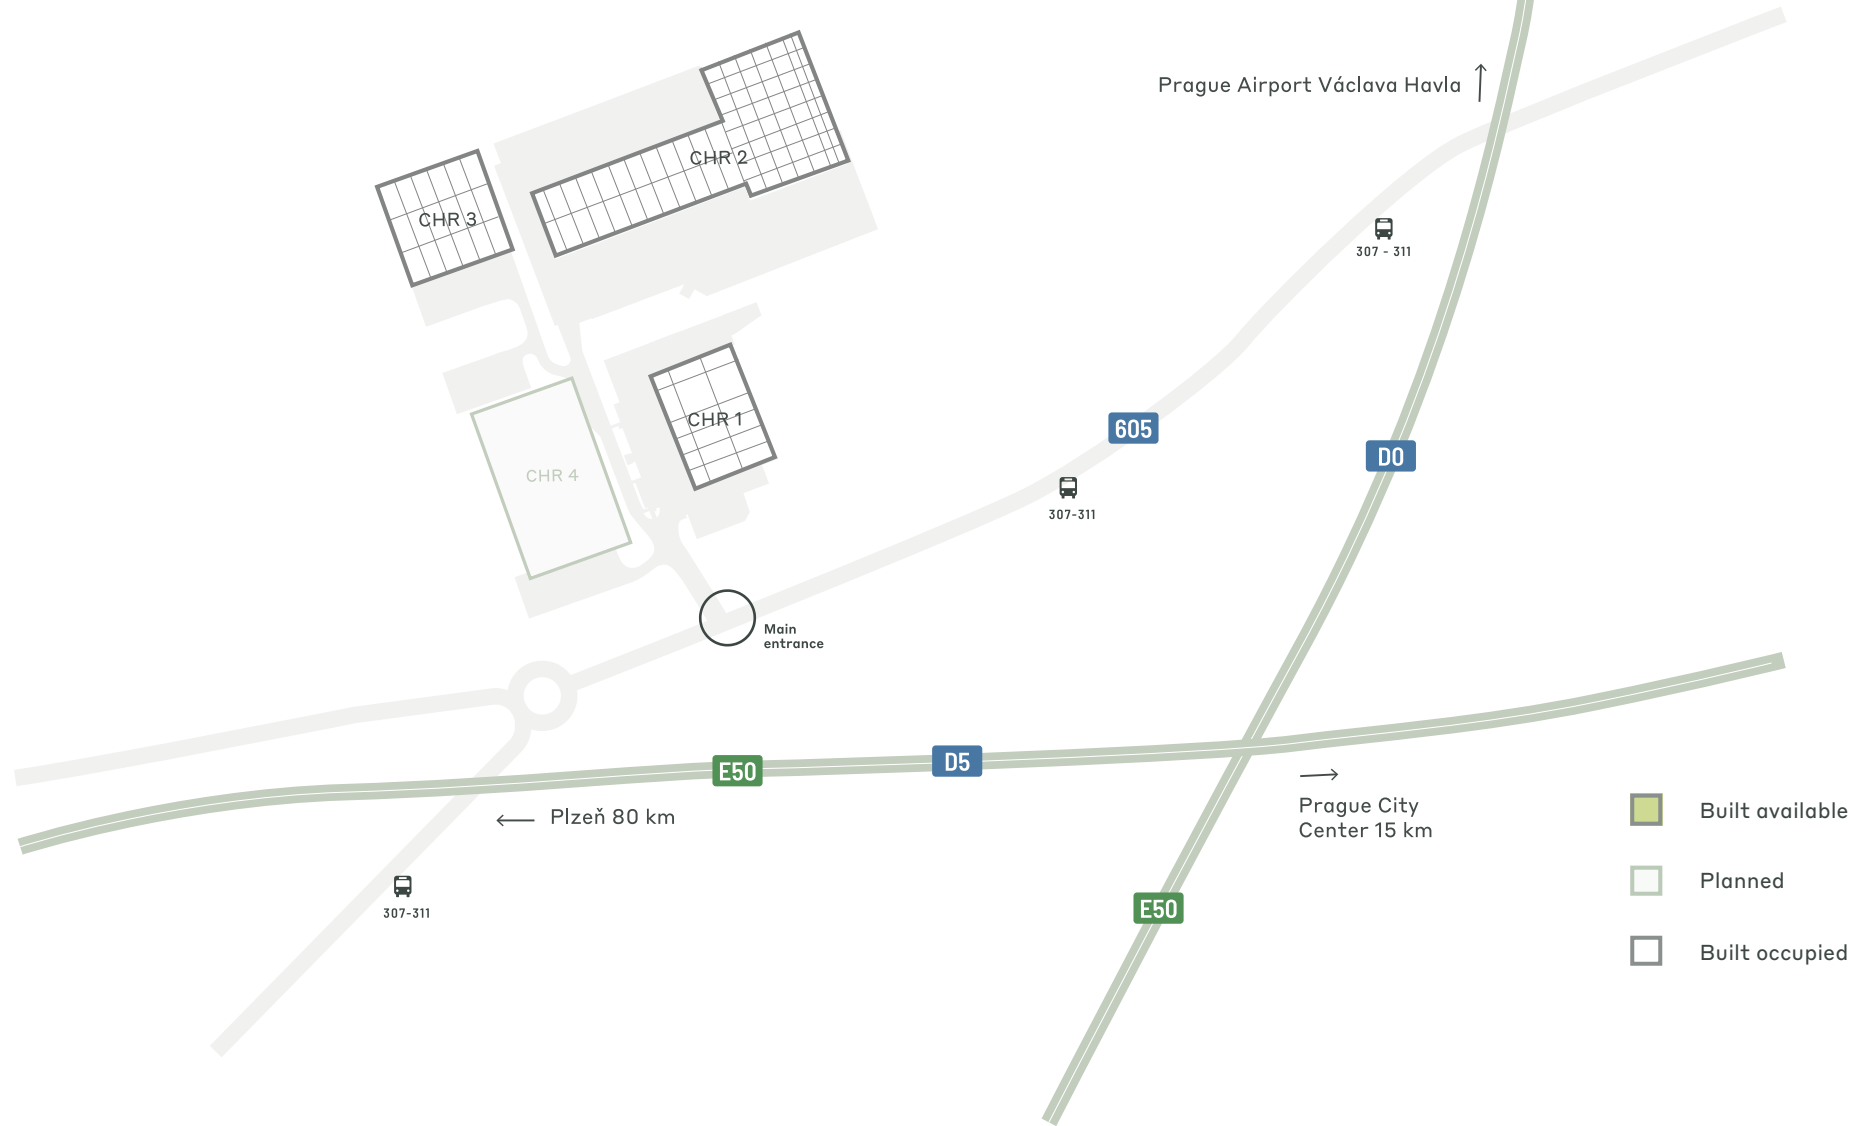 Prague Airport Václava Havla
CHR 2
CHR 3
307 - 311
CHR 1
605
D0
CHR 4
307-311
Main
entrance
E50
D5
Plzeň 80 km
Prague City
Center 15 km
307-311
E50
Built available
Planned
Built occupied